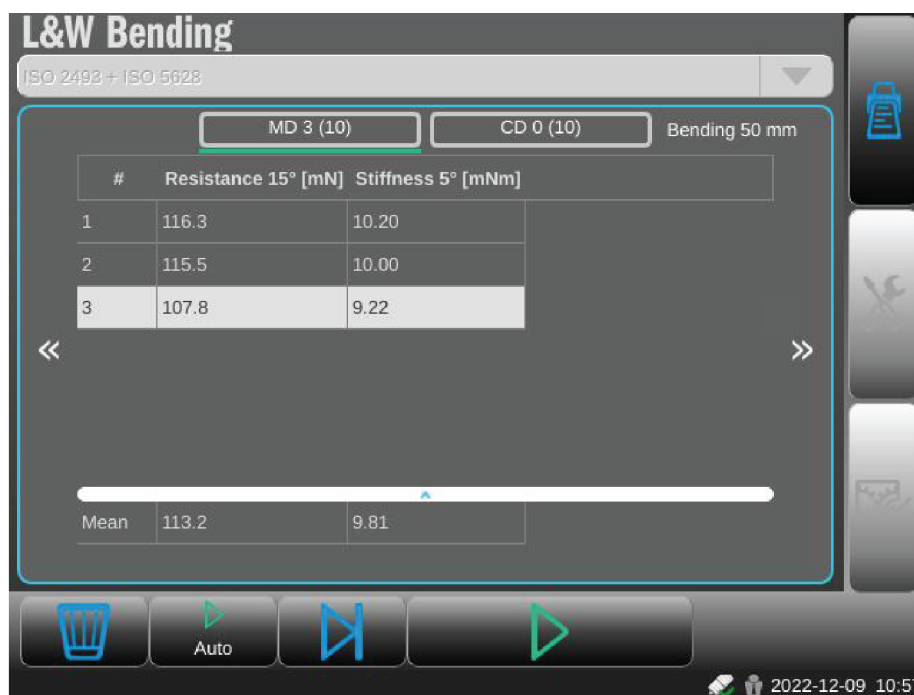 L&W Bending
ISO 2493 + ISO 5628
MD 3 (10) CD 0 (10) Bending 50 mm
# Resistance 15° [mN] Stiffness 5° [mNm]
1 116.3 10.20
2 115.5 10.00
3 107.8 9.22
Mean 113.2 9.81
Auto
2022-12-09 10:57